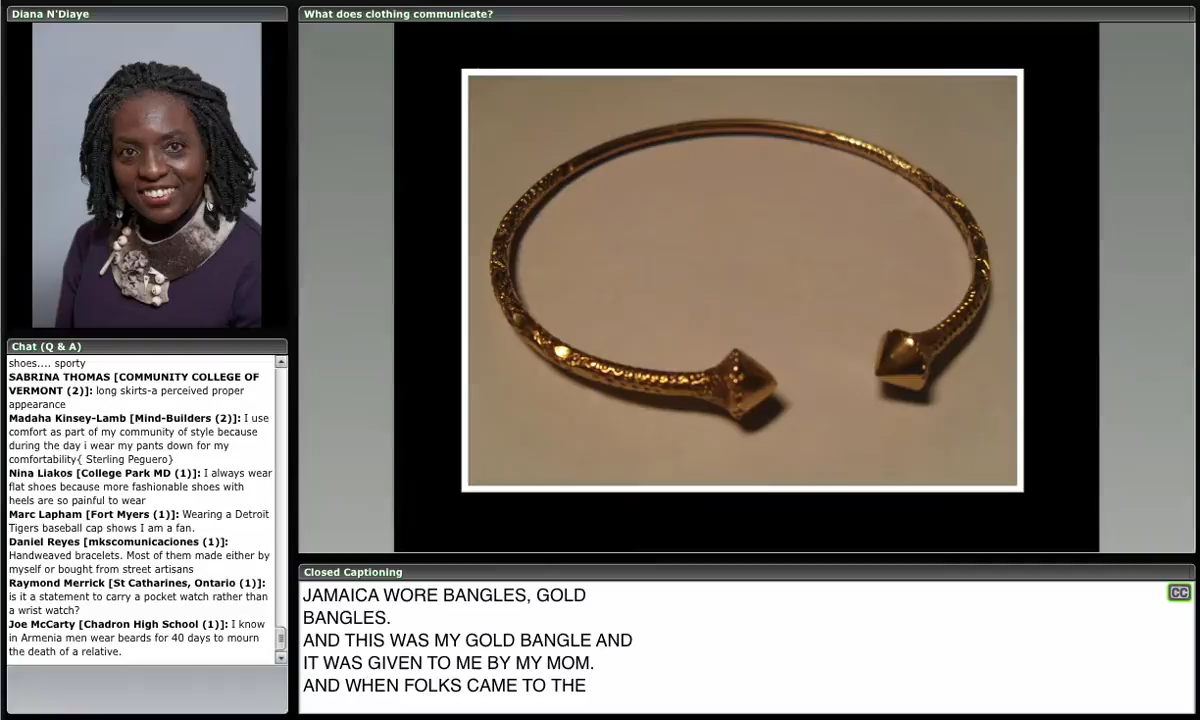 Diana N'Diaye
What does clothing communicate?
Chat (Q & A)
shoes.... sporty
SABRINA THOMAS [COMMUNITY COLLEGE OF
VERMONT (2)]: long skirts-a perceived proper
appearance
Madaha Kinsey-Lamb [Mind-Builders (2)]: I use
comfort as part of my community of style because
during the day i wear my pants down for my
comfortability{ Sterling Peguero}
Nina Liakos [College Park MD (1)]: I always wear
flat shoes because more fashionable shoes with
heels are so painful to wear
Marc Lapham [Fort Myers (1)]: Wearing a Detroit
Tigers baseball cap shows I am a fan.
Daniel Reyes [mkscomunicaciones (1)]:
Handweaved bracelets. Most of them made either by
myself or bought from street artisans
Raymond Merrick [St Catharines, Ontario (1)]:
is it a statement to carry a pocket watch rather than
a wrist watch?
Joe McCarty [Chadron High School (1)]: I know
in Armenia men wear beards for 40 days to mourn
the death of a relative.
Closed Captioning
JAMAICA WORE BANGLES, GOLD
BANGLES.
AND THIS WAS MY GOLD BANGLE AND
IT WAS GIVEN TO ME BY MY MOM.
AND WHEN FOLKS CAME TO THE
CC